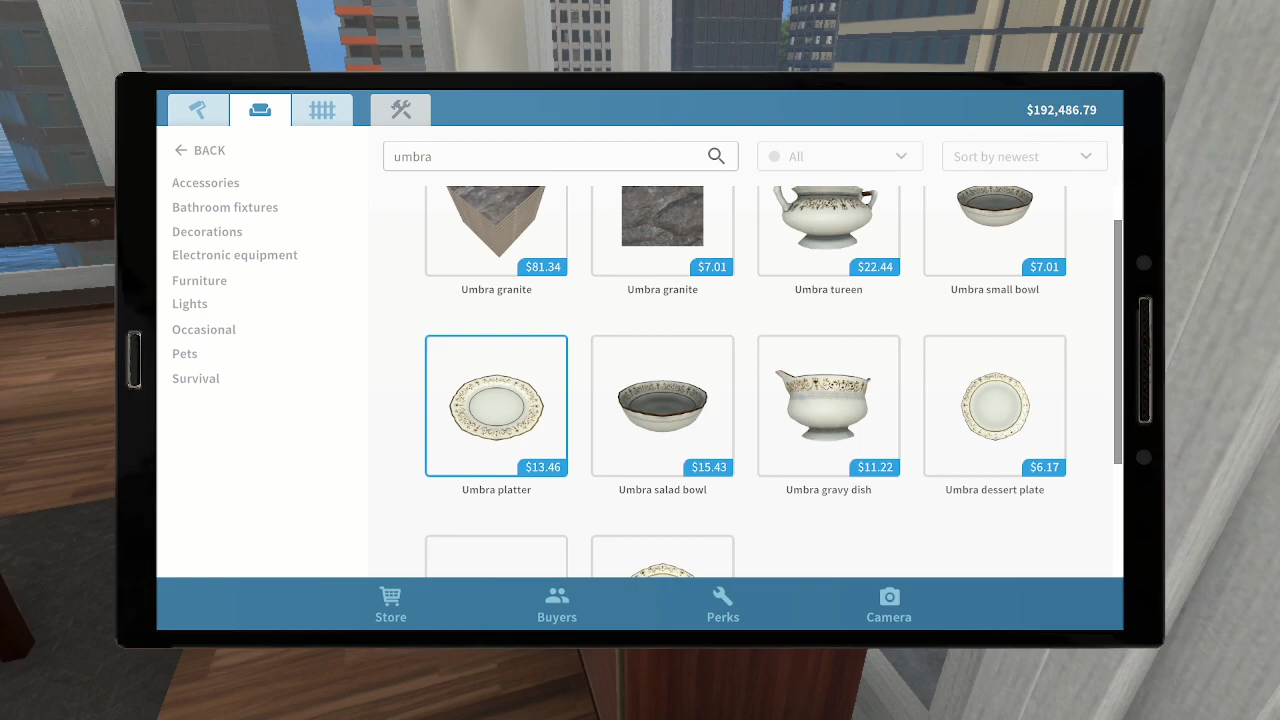 $192,486.79
BACK
umbra
All
Sort by newest
Accessories
Bathroom fixtures
Decorations
Electronic equipment
Furniture
Lights
Occasional
Pets
Survival
$81.34
$7.01
$22.44
$7.01
Umbra granite
Umbra granite
Umbra tureen
Umbra small bowl
$13.46
$15.43
$11.22
$6.17
Umbra platter
Umbra salad bowl
Umbra gravy dish
Umbra dessert plate
Store
Buyers
Perks
Camera